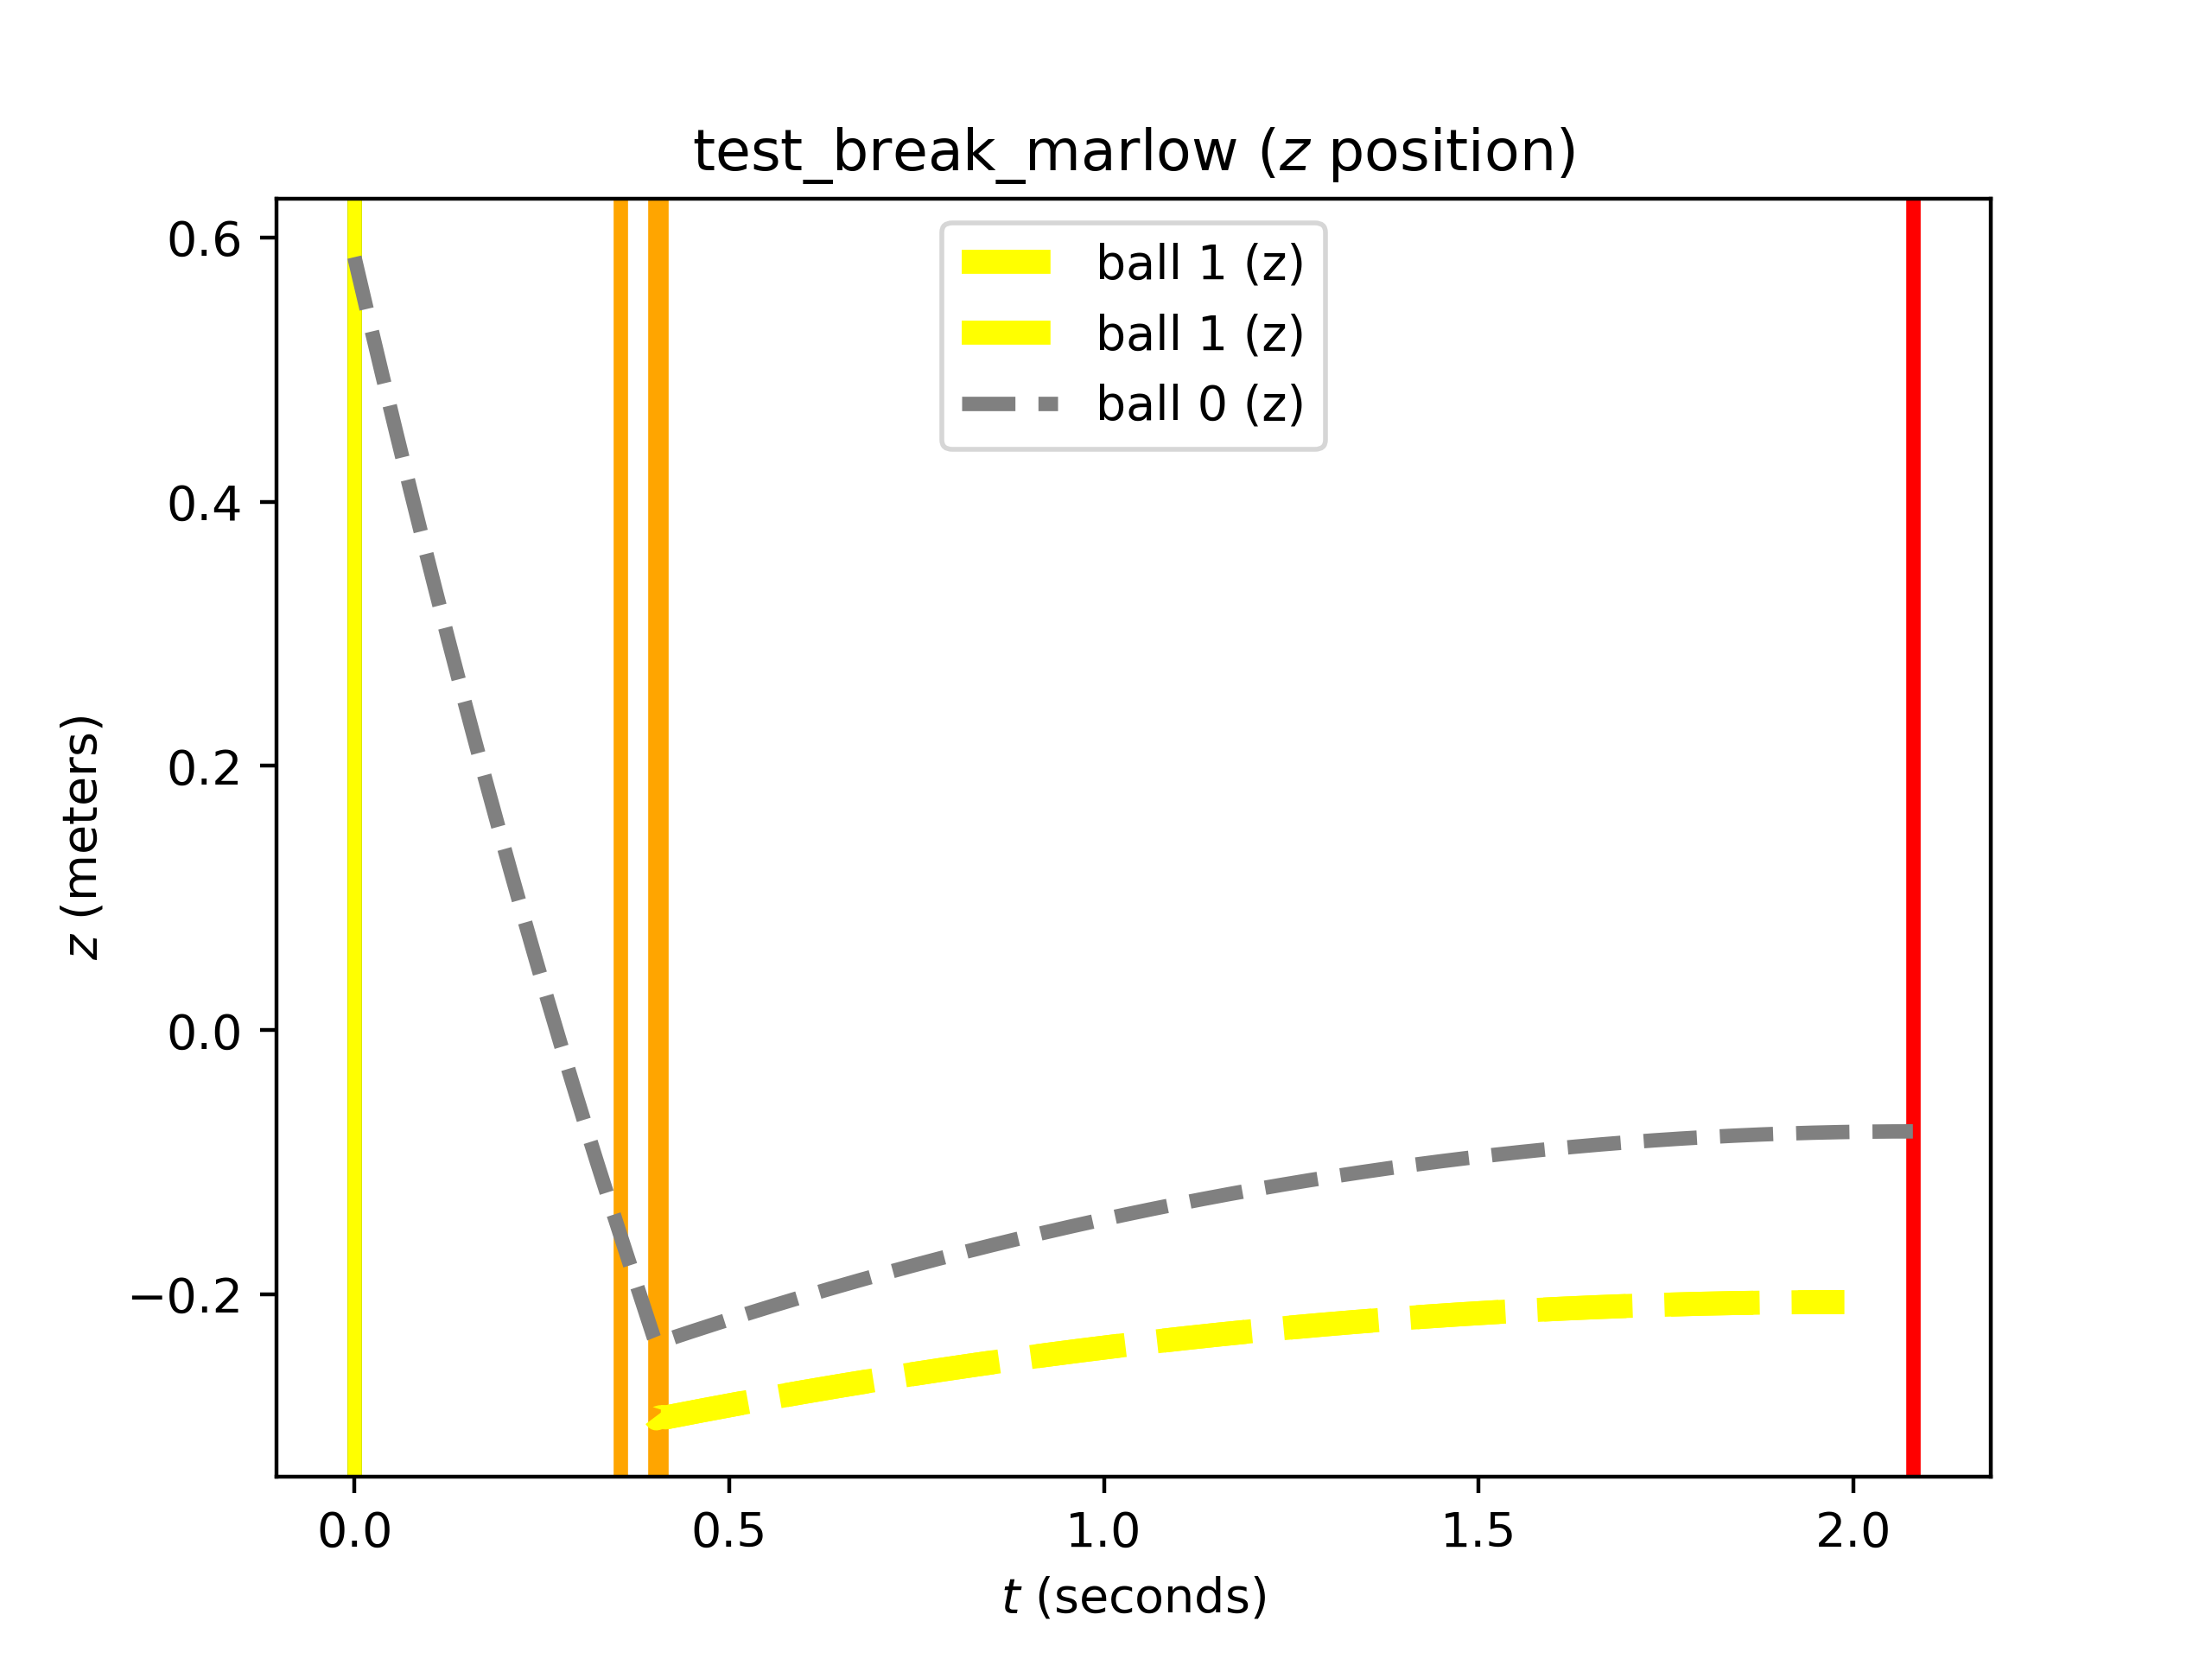 test_break_marlow (z position)
ball 1 (z)
ball 1 (z)
ball 0 (z)
0.6
0.4
0.2
0.0
−0.2
z (meters)
0.0 0.5 1.0 1.5 2.0
t (seconds)